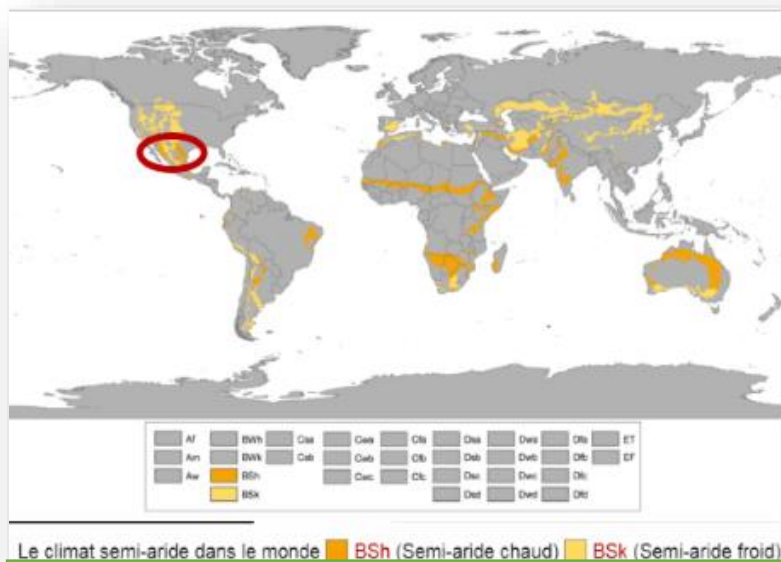 Af BWh Csa Cwa Cfa Dsa Dwa Dfa ET
Am BWk Csb Cwb Cfb Dsb Dwb Dfb EF
Aw BSh Cwc Cfc Dsc Dwc Dfc
BSk Dsd Dwd Dfd
Le climat semi-aride dans le monde BSh (Semi-aride chaud) BSk (Semi-aride froid)